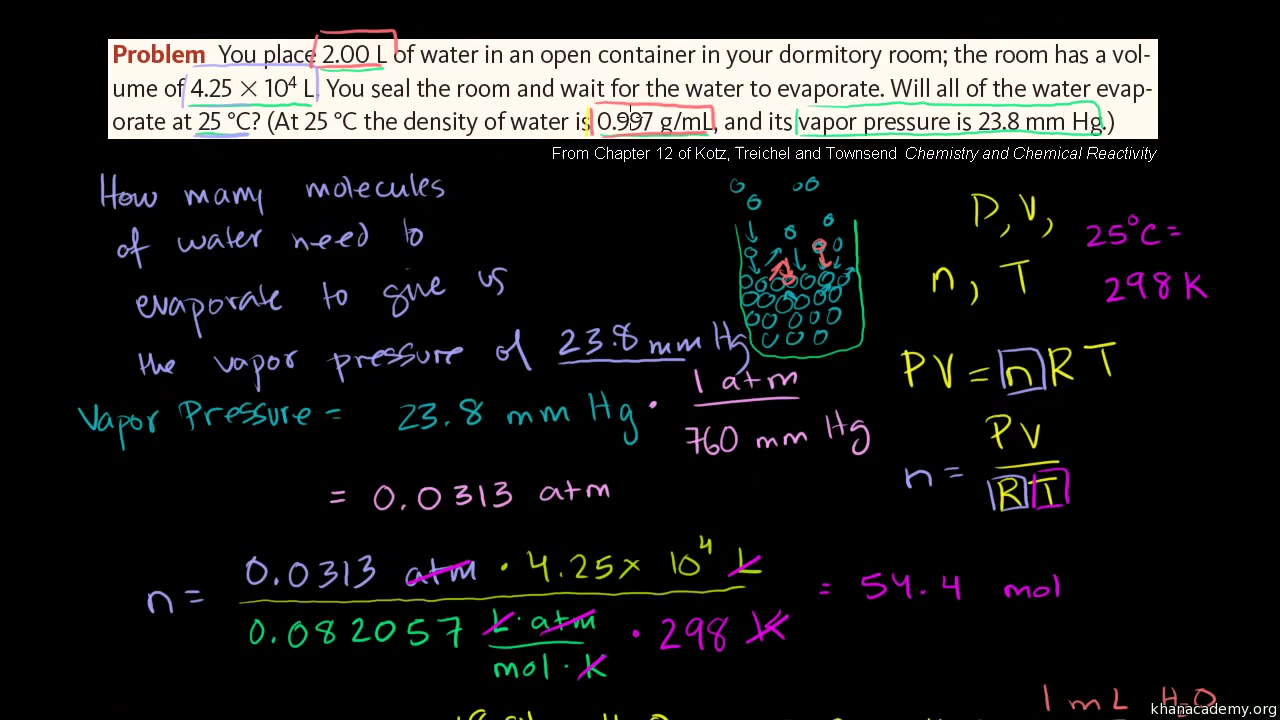 Problem You place 2.00 L of water in an open container in your dormitory room; the room has a vol-
ume of 4.25 × 10⁴ L. You seal the room and wait for the water to evaporate. Will all of the water evap-
orate at 25 °C? (At 25 °C the density of water is 0.997 g/mL, and its vapor pressure is 23.8 mm Hg.)
From Chapter 12 of Kotz, Treichel and Townsend Chemistry and Chemical Reactivity
How many molecules
of water need to
evaporate to give us
the vapor pressure of 23.8 mm Hg
P, V,
n, T
25°C =
298 K
PV = nRT
n = PV
RT
Vapor Pressure = 23.8 mm Hg · 1 atm
760 mm Hg
= 0.0313 atm
n = 0.0313 atm · 4.25 × 10⁴ L
0.082057 L·atm
mol·K
· 298 K
= 54.4 mol
1 mL H₂O
khanacademy.org